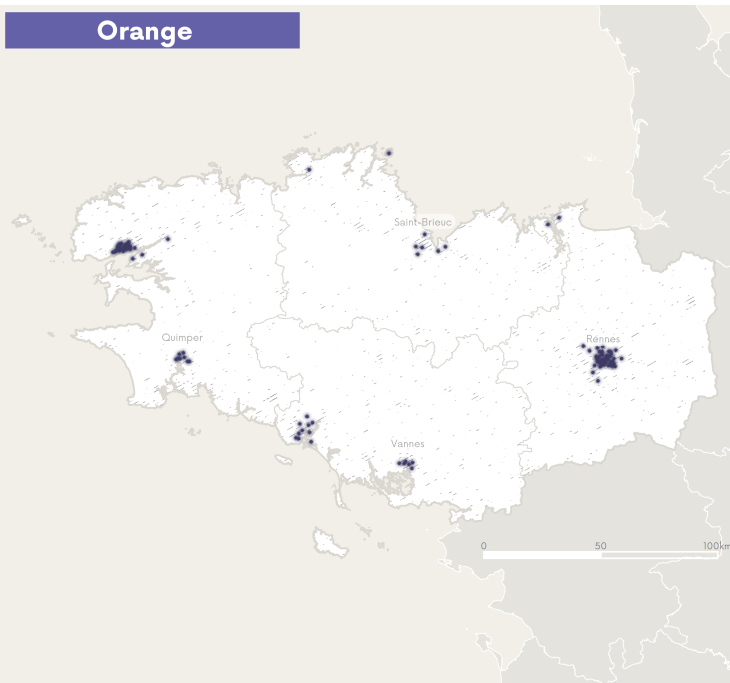 Orange
Saint-Brieuc
Quimper
Rennes
Vannes
0 50 100km